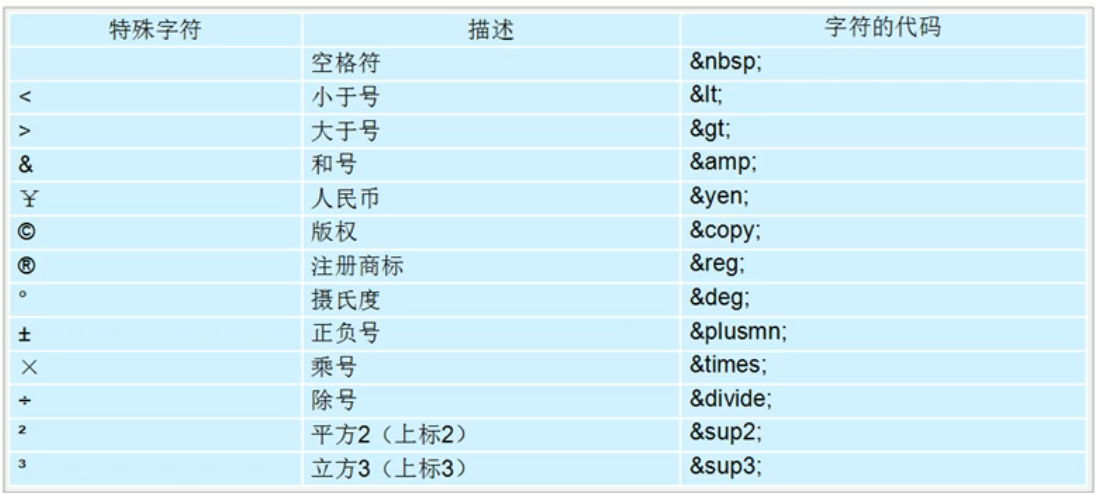 特殊字符 描述 字符的代码
空格符 &nbsp;
< 小于号 &lt;
> 大于号 &gt;
& 和号 &amp;
¥ 人民币 &yen;
© 版权 &copy;
® 注册商标 &reg;
° 摄氏度 &deg;
± 正负号 &plusmn;
× 乘号 &times;
÷ 除号 &divide;
² 平方2（上标2） &sup2;
³ 立方3（上标3） &sup3;